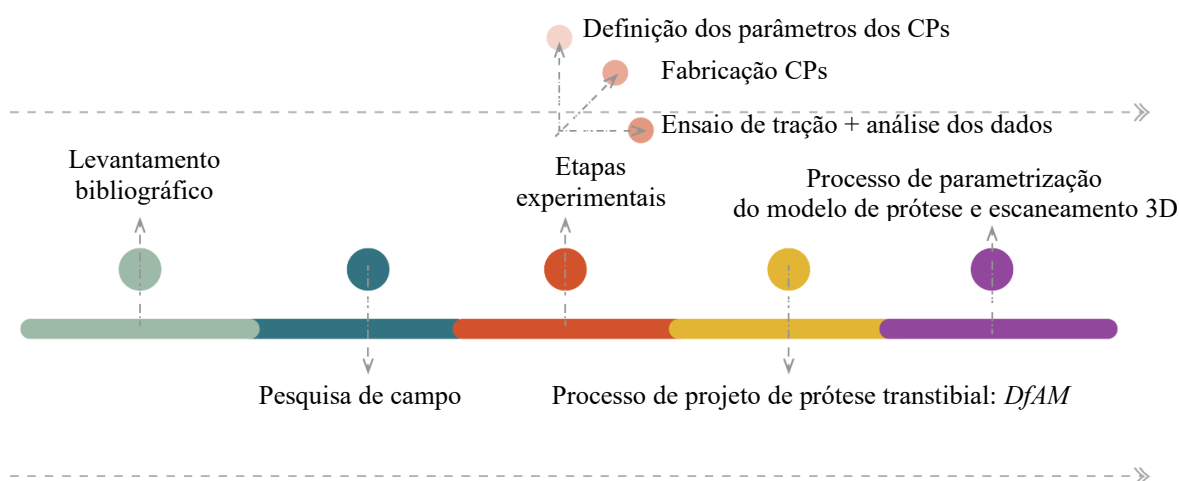 Definição dos parâmetros dos CPs
Fabricação CPs
Ensaio de tração + análise dos dados
Levantamento
bibliográfico
Etapas
experimentais
Processo de parametrização
do modelo de prótese e escaneamento 3D
Pesquisa de campo
Processo de projeto de prótese transtibial: DfAM